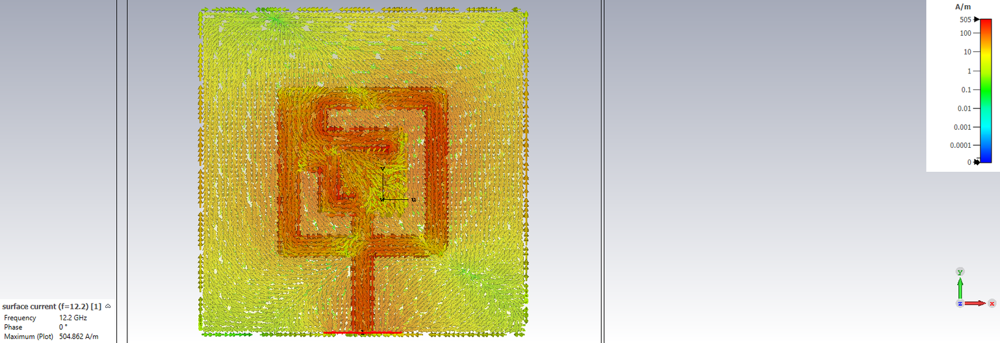 A/m
505
100
10
1
0.1
0.01
0.001
0.0001
0
v
u
w
1
Y
z
x
surface current (f=12.2) [1]
Frequency 12.2 GHz
Phase 0 °
Maximum (Plot) 504.862 A/m